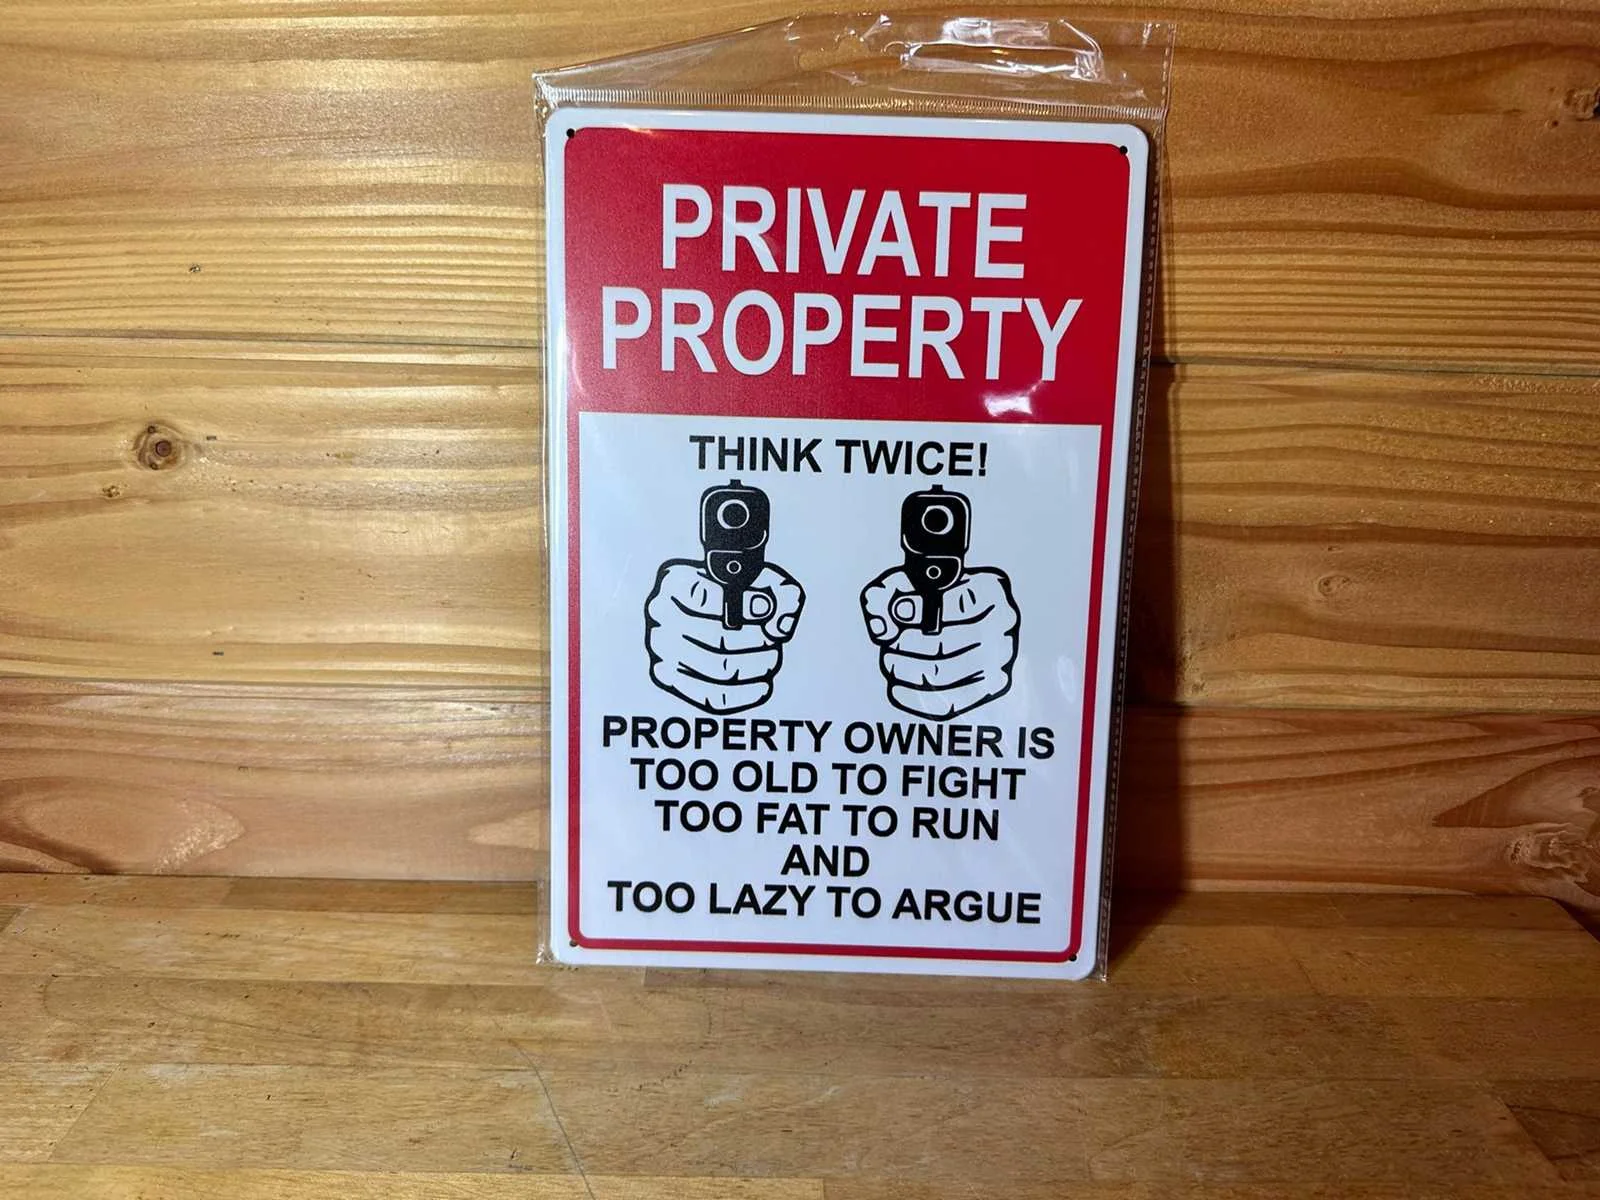 PRIVATE
PROPERTY
THINK TWICE!
PROPERTY OWNER IS
TOO OLD TO FIGHT
TOO FAT TO RUN
AND
TOO LAZY TO ARGUE